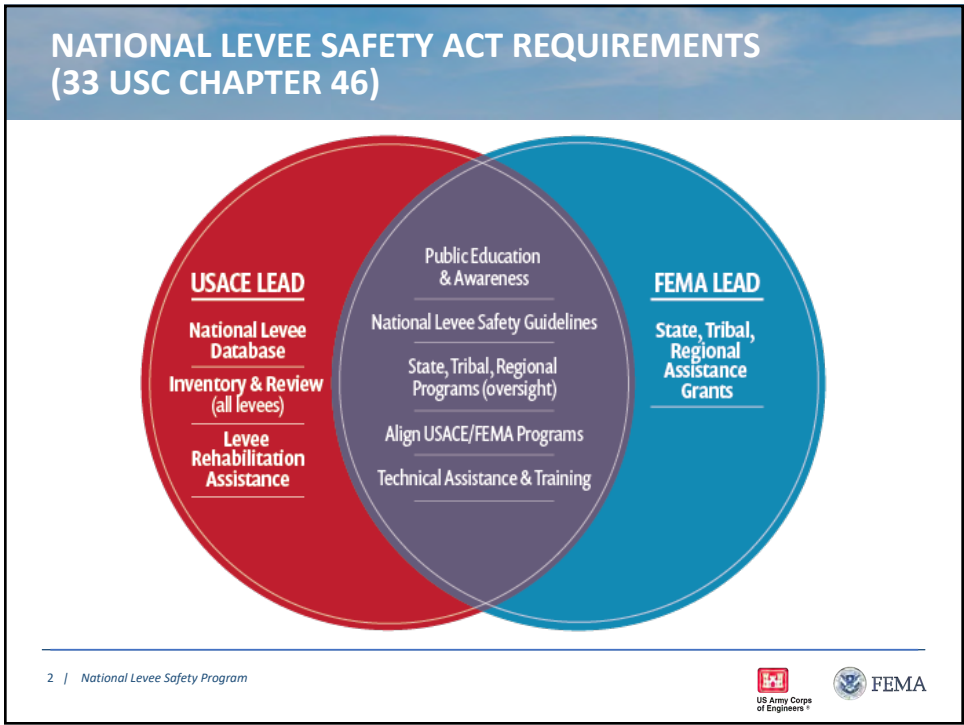 NATIONAL LEVEE SAFETY ACT REQUIREMENTS
(33 USC CHAPTER 46)
USACE LEAD
National Levee
Database
Inventory & Review
(all levees)
Levee
Rehabilitation
Assistance
Public Education
& Awareness
National Levee Safety Guidelines
State, Tribal, Regional
Programs (oversight)
Align USACE/FEMA Programs
Technical Assistance & Training
FEMA LEAD
State, Tribal,
Regional
Assistance
Grants
2 | National Levee Safety Program
US Army Corps
of Engineers ®
FEMA